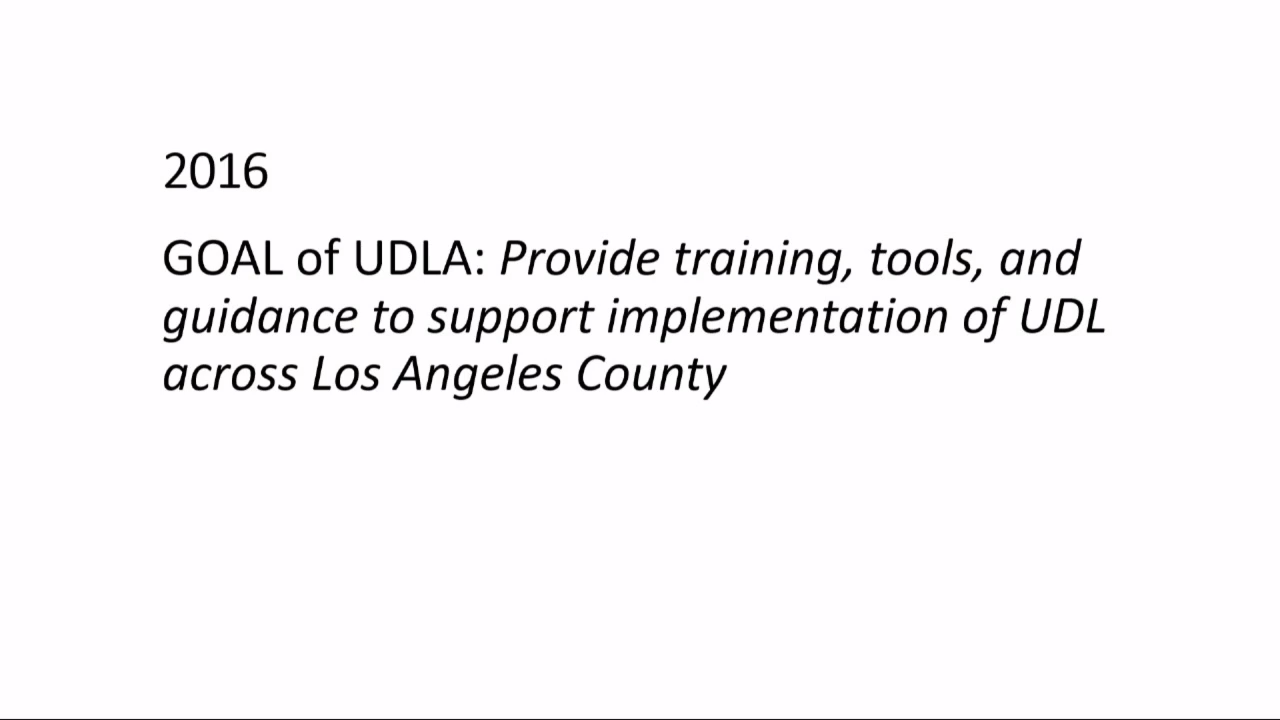 2016
GOAL of UDLA: Provide training, tools, and
guidance to support implementation of UDL
across Los Angeles County